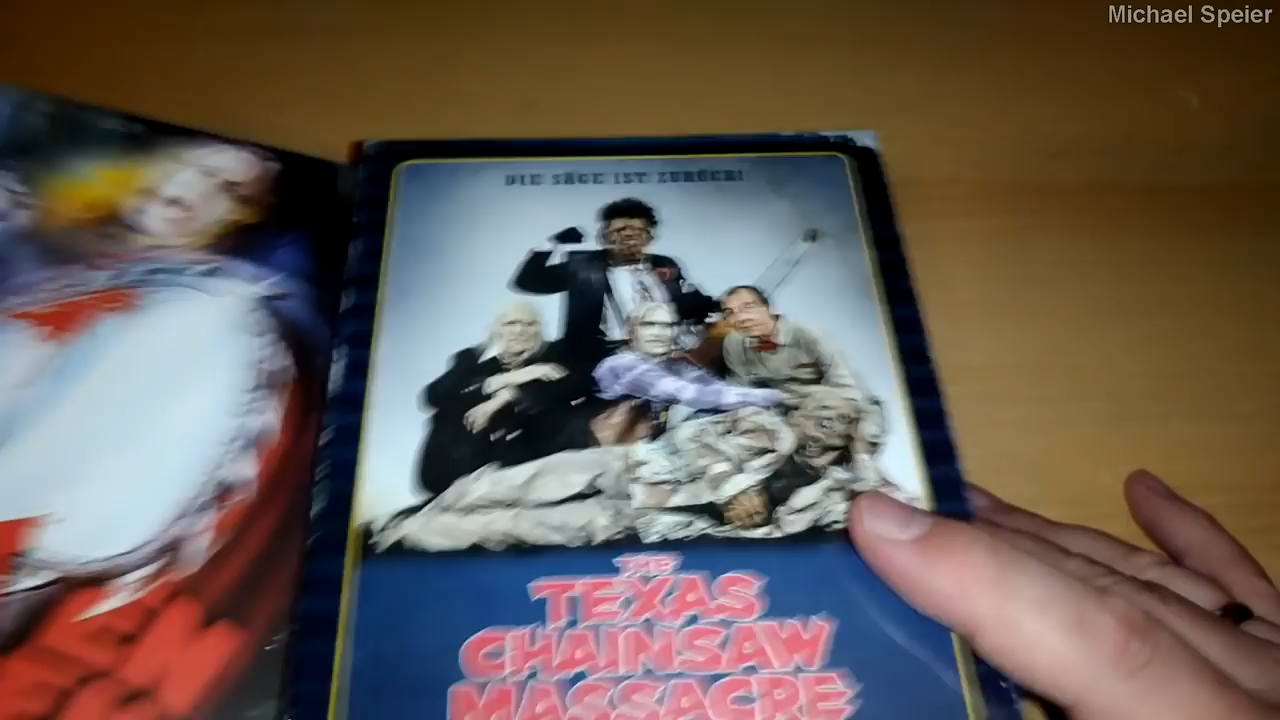 Michael Speier
DIE SÄGE IST ZURÜCK!
THE
TEXAS
CHAINSAW
MASSACRE